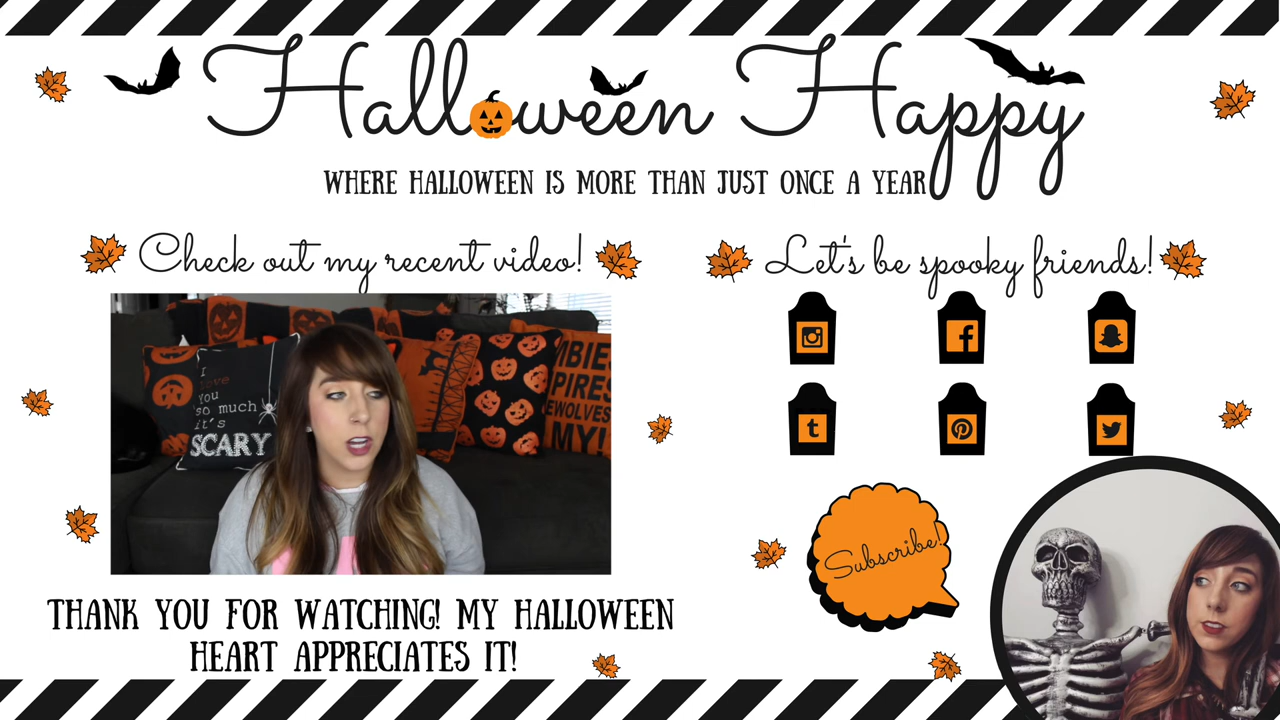 Halloween Happy
WHERE HALLOWEEN IS MORE THAN JUST ONCE A YEAR
Check out my recent video!
I
love
you
so much
it's
SCARY
MBIE
PIRES
EWOLVES
MY!
THANK YOU FOR WATCHING! MY HALLOWEEN
HEART APPRECIATES IT!
Let's be spooky friends!
f
t
Subscribe!